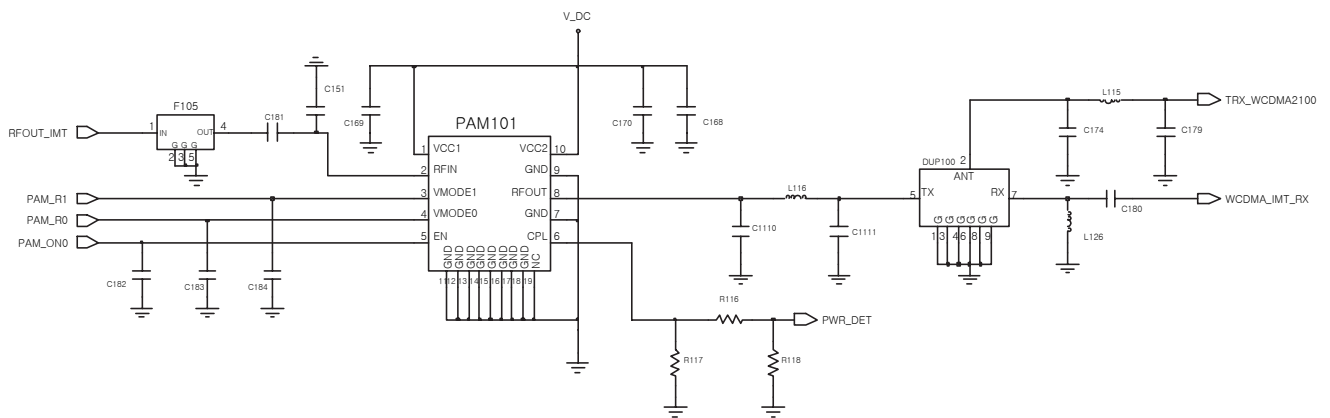 V_DC
C151
F105
C181
C169
C170
C168
L115
TRX_WCDMA2100
RFOUT_IMT
1
IN
OUT
4
G G G
2 3 5
PAM101
1
VCC1
VCC2
10
2
RFIN
GND
9
3
VMODE1
RFOUT
8
4
VMODE0
GND
7
5
EN
CPL
6
GND GND GND GND GND GND GND GND NC
11 12 13 14 15 16 17 18 19
C174
C179
DUP100
2
ANT
5
TX
RX
7
G G G G G G
1 3 4 6 8 9
PAM_R1
PAM_R0
PAM_ON0
L116
C180
WCDMA_IMT_RX
C1110
C1111
L126
C182
C183
C184
R116
PWR_DET
R117
R118